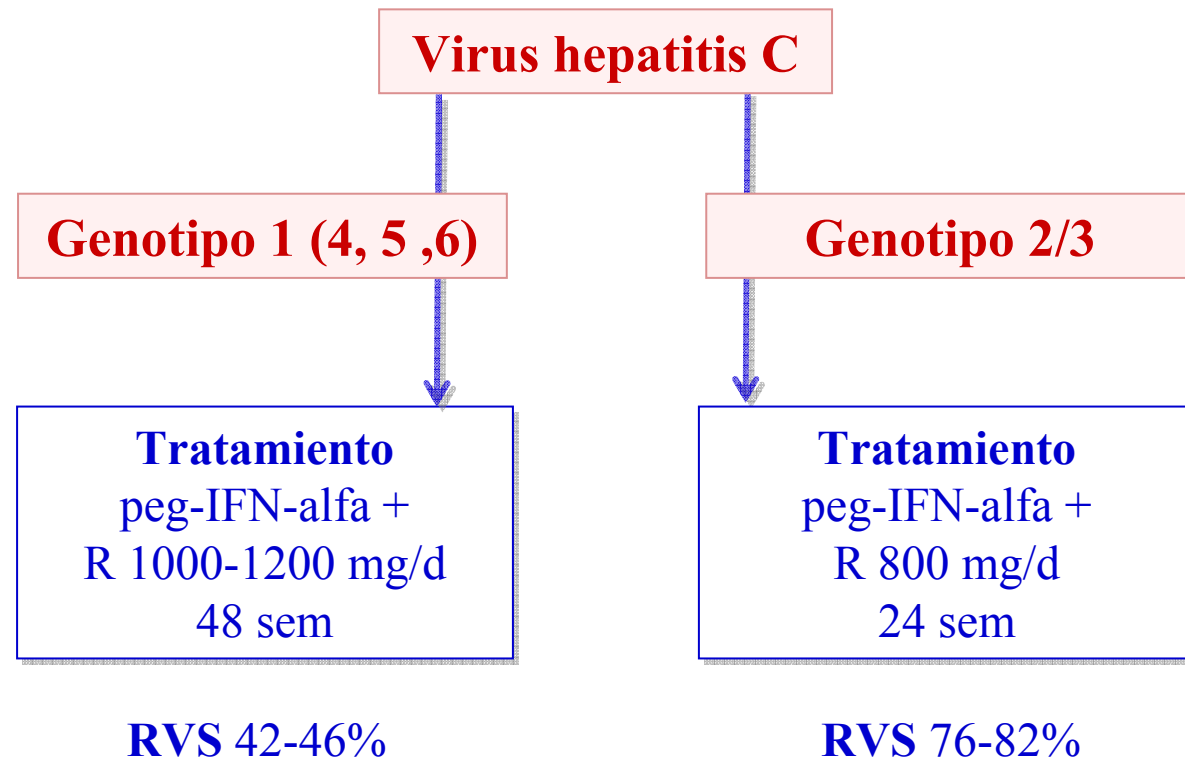 Virus hepatitis C
Genotipo 1 (4, 5 ,6)
Genotipo 2/3
Tratamiento
peg-IFN-alfa +
R 1000-1200 mg/d
48 sem
Tratamiento
peg-IFN-alfa +
R 800 mg/d
24 sem
RVS 42-46%
RVS 76-82%